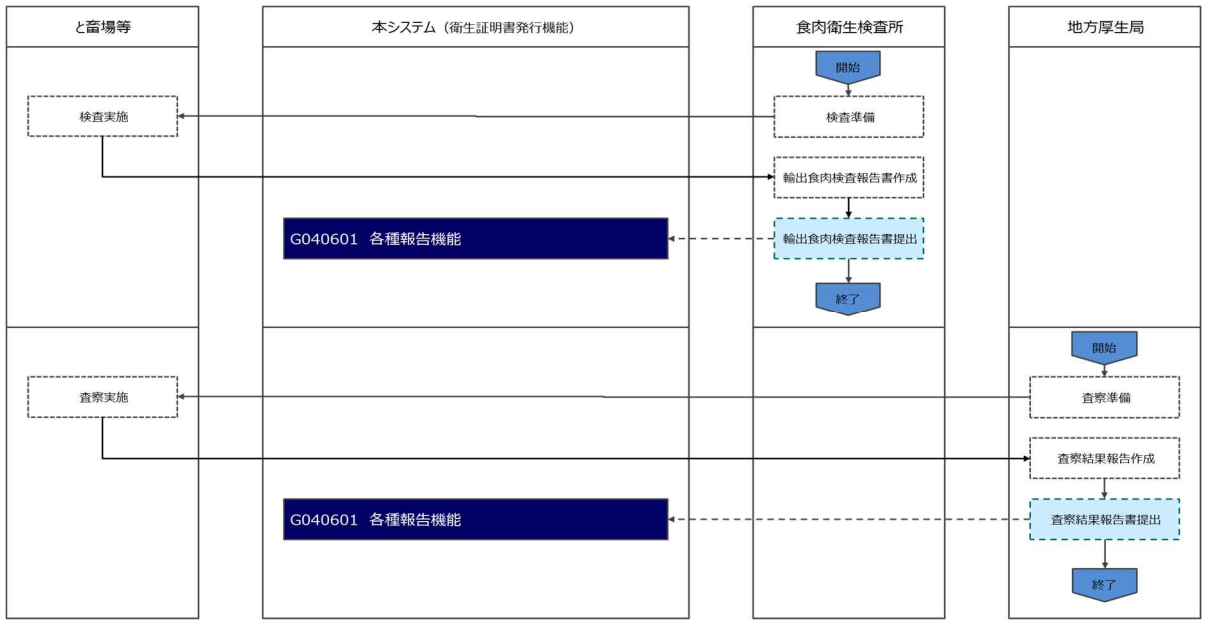 と畜場等
本システム（衛生証明書発行機能）
食肉衛生検査所
地方厚生局
開始
検査実施
検査準備
輸出食肉検査報告書作成
G040601 各種報告機能
輸出食肉検査報告書提出
終了
開始
査察実施
査察準備
査察結果報告作成
G040601 各種報告機能
査察結果報告書提出
終了